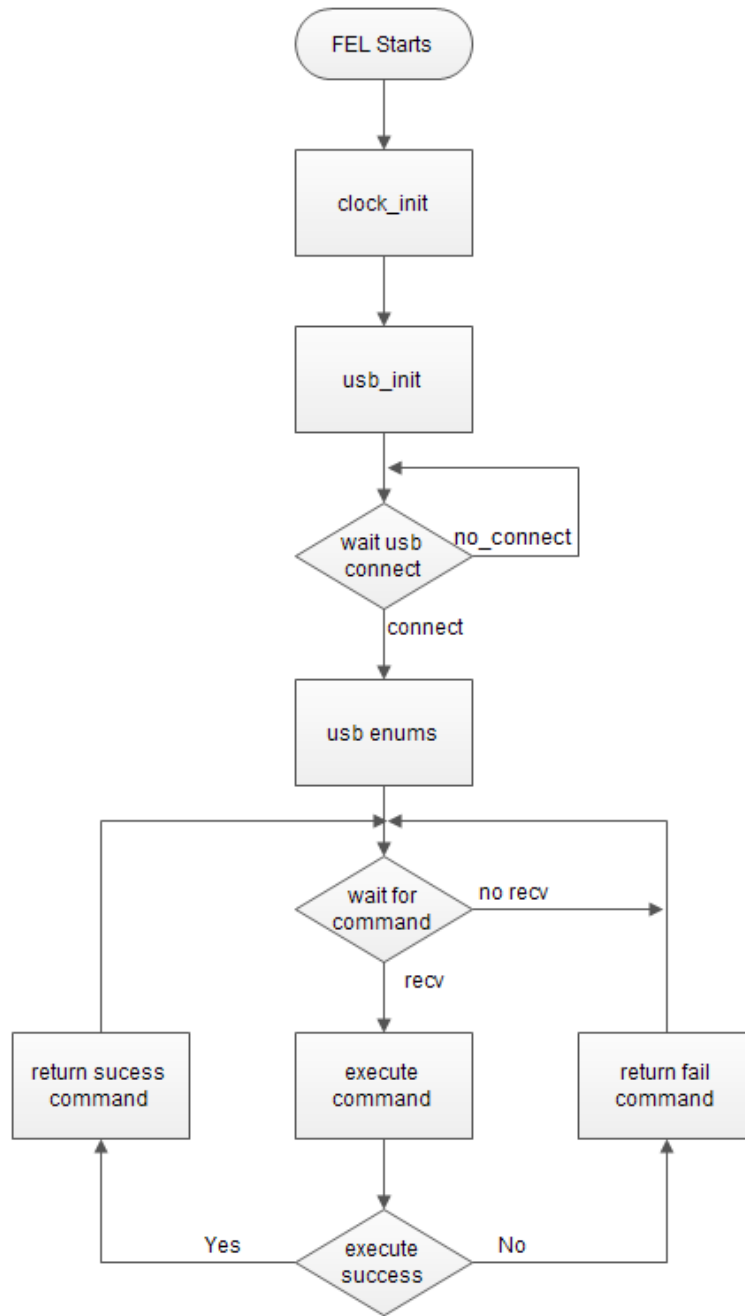 FEL Starts
clock_init
usb_init
wait usb
connect
no_connect
connect
usb enums
wait for
command
no recv
recv
return sucess
command
execute
command
return fail
command
Yes
execute
success
No